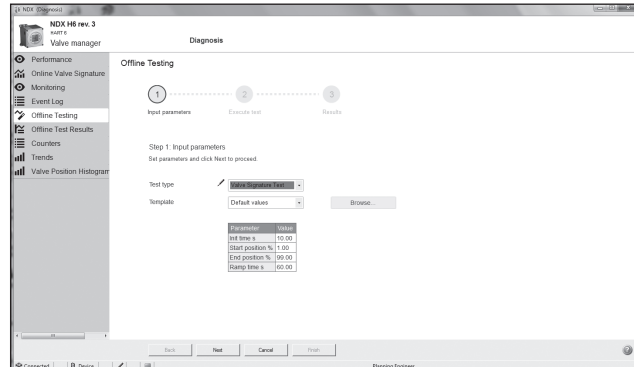 NDX (Diagnosis)
NDX H6 rev. 3
HART 6
Valve manager
Diagnosis
Performance
Online Valve Signature
Monitoring
Event Log
Offline Testing
Offline Test Results
Counters
Trends
Valve Position Histogram
Offline Testing
1
2
3
Input parameters
Execute test
Results
Step 1: Input parameters
Set parameters and click Next to proceed.
Test type
Valve Signature Test
Template
Default values
Browse...
Parameter Value
Init time s 10.00
Start position % 1.00
End position % 99.00
Ramp time s 60.00
Back Next Cancel Finish
Connected Device Planning Engineer